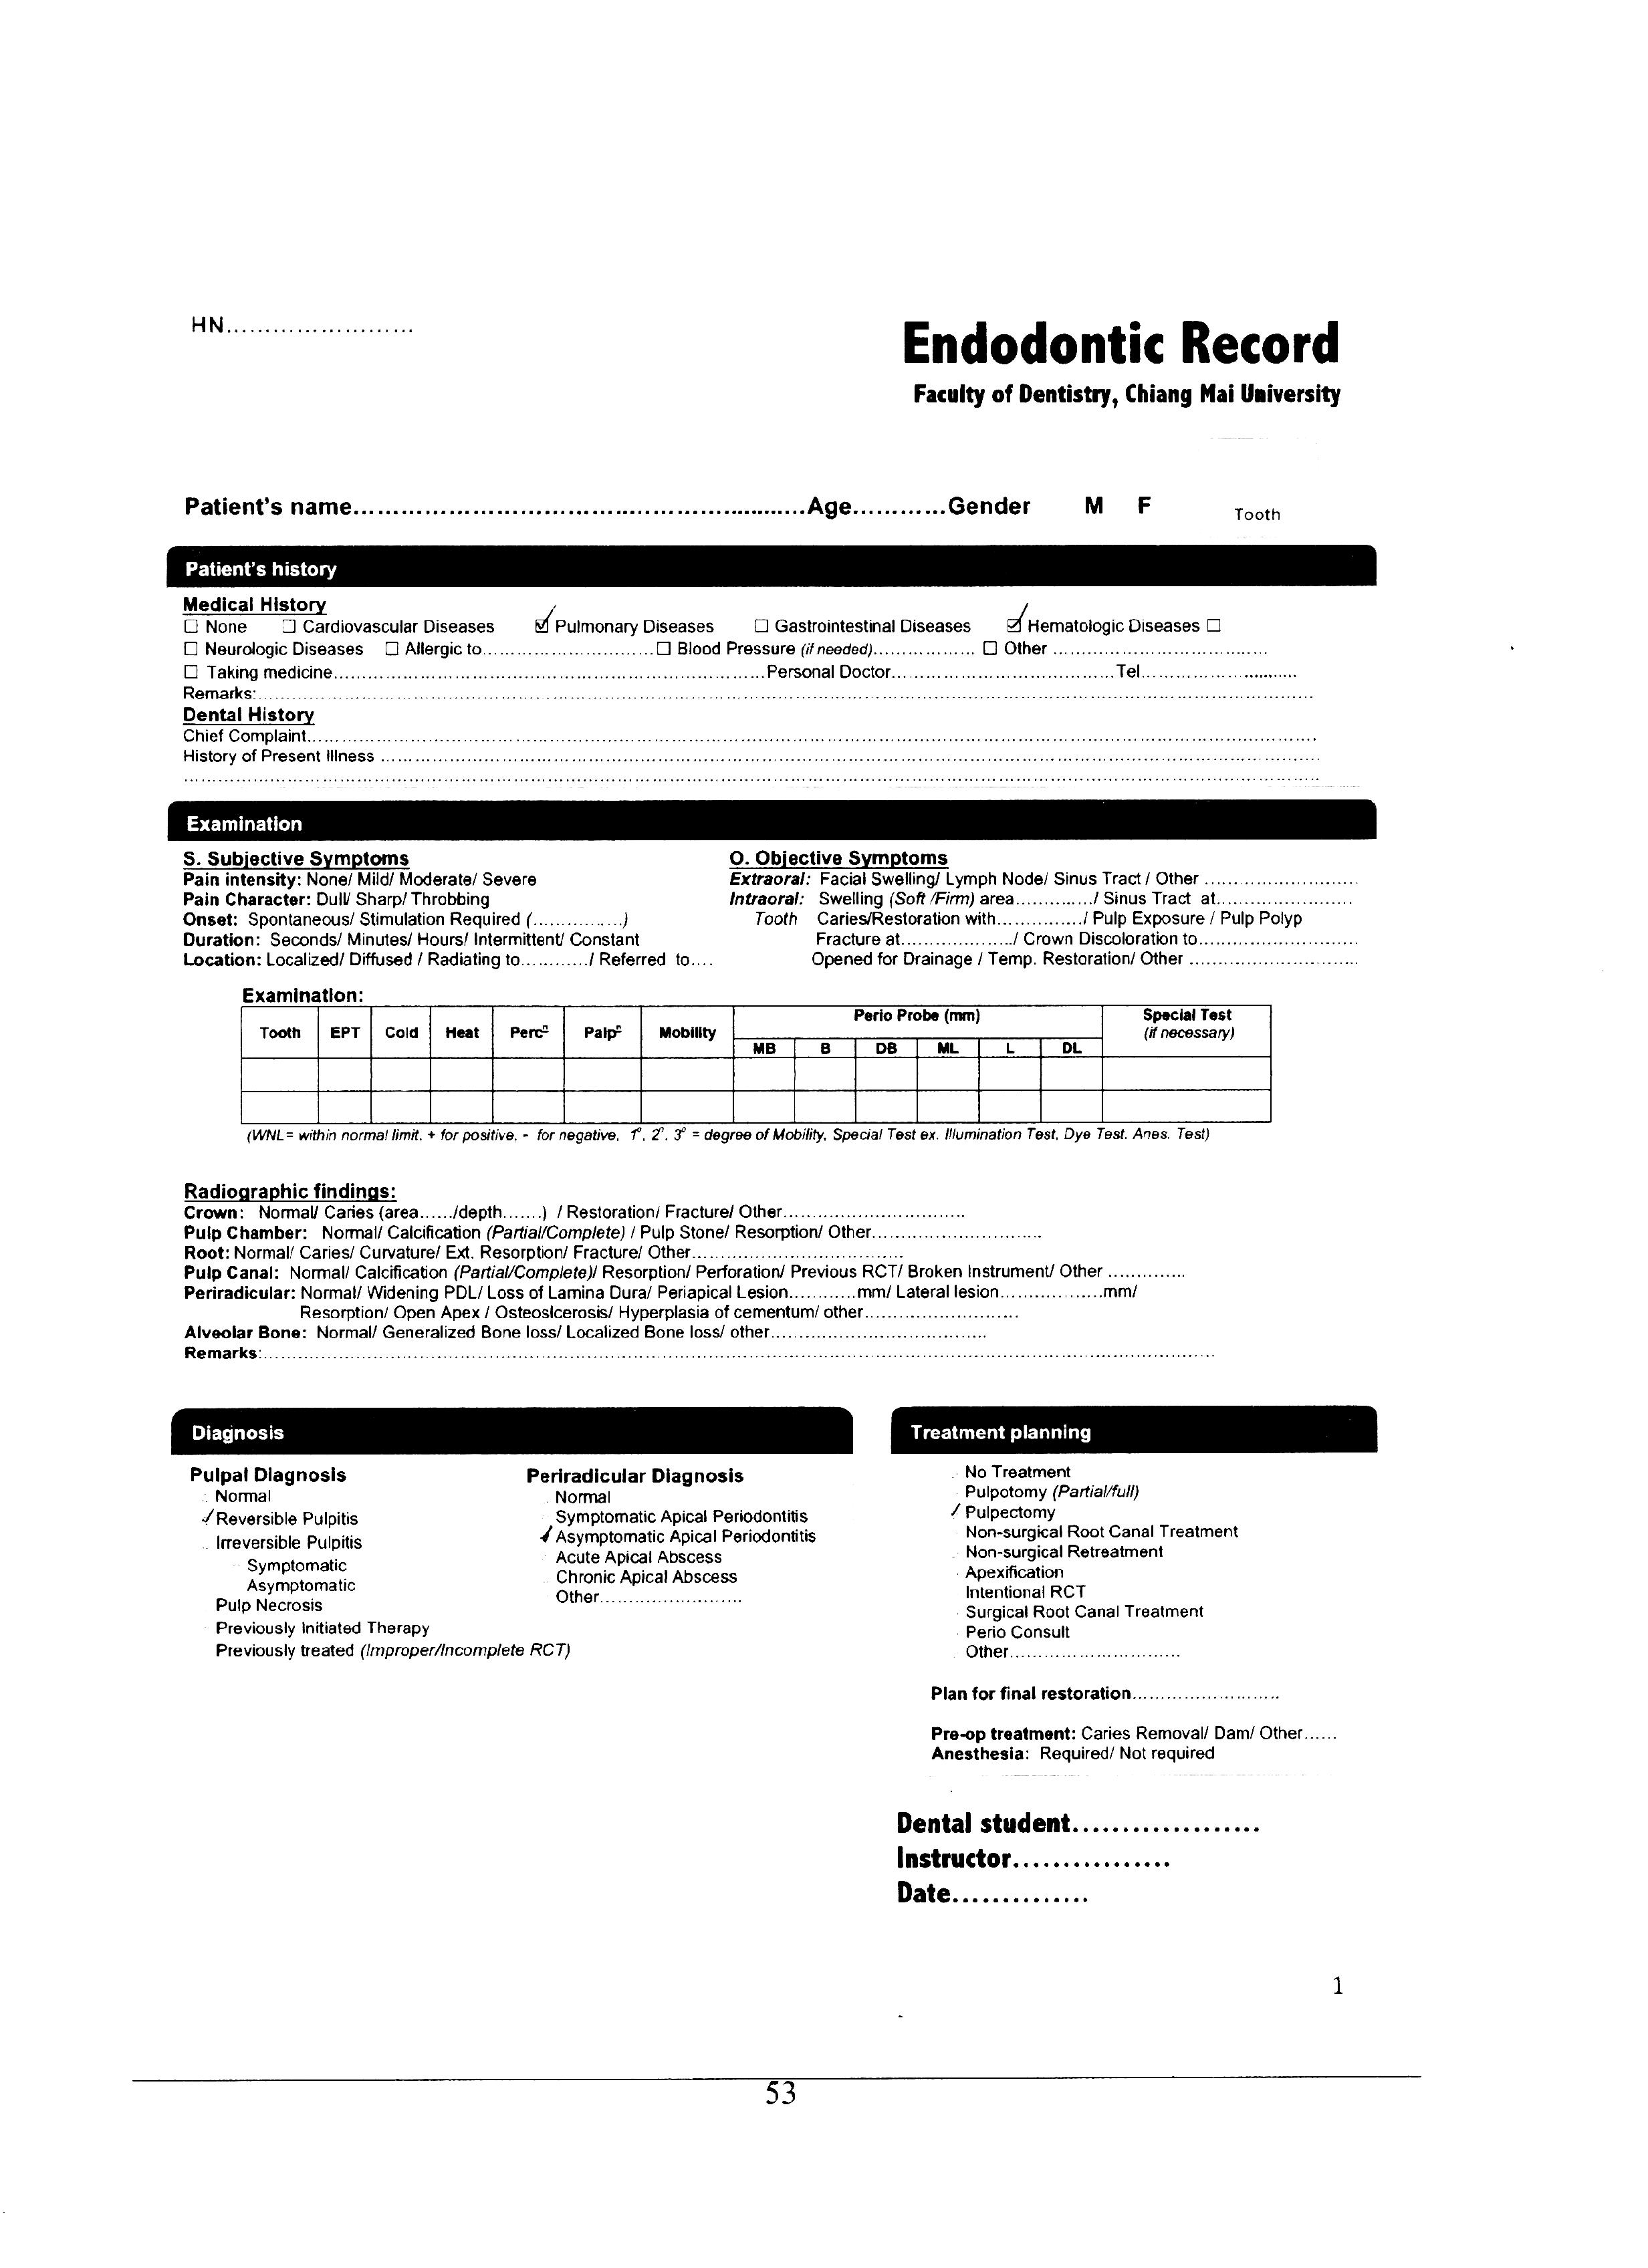 HN.......................
Endodontic Record
Faculty of Dentistry, Chiang Mai University
Patient's name............................................................Age............Gender M F Tooth
Patient's history
Medical History
☐ None ☐ Cardiovascular Diseases ☑ Pulmonary Diseases ☐ Gastrointestinal Diseases ☑ Hematologic Diseases ☐
☐ Neurologic Diseases ☐ Allergic to..............................☐ Blood Pressure (if needed).................. ☐ Other .....................................
☐ Taking medicine...........................................................................Personal Doctor.......................................Tel...........................
Remarks:....................................................................................
Dental History
Chief Complaint....................................................................................
History of Present Illness ....................................................................................
....................................................................................
Examination
S. Subjective Symptoms
Pain intensity: None/ Mild/ Moderate/ Severe
Pain Character: Dull/ Sharp/ Throbbing
Onset: Spontaneous/ Stimulation Required (...............)
Duration: Seconds/ Minutes/ Hours/ Intermittent/ Constant
Location: Localized/ Diffused / Radiating to............/ Referred to....
O. Objective Symptoms
Extraoral: Facial Swelling/ Lymph Node/ Sinus Tract / Other ...........................
Intraoral: Swelling (Soft /Firm) area.............../ Sinus Tract at........................
Tooth Caries/Restoration with.............../ Pulp Exposure / Pulp Polyp
Fracture at..................../ Crown Discoloration to............................
Opened for Drainage / Temp. Restoration/ Other .............................
Examination:
Tooth EPT Cold Heat Percⁿ Palpⁿ Mobility Perio Probe (mm) Special Test
(if necessary)
MB B DB ML L DL
(WNL= within normal limit, + for positive, - for negative, 1°, 2°, 3° = degree of Mobility, Special Test ex. Illumination Test, Dye Test. Anes. Test)
Radiographic findings:
Crown: Normal/ Caries (area....../depth.......) / Restoration/ Fracture/ Other...............................
Pulp Chamber: Normal/ Calcification (Partial/Complete) / Pulp Stone/ Resorption/ Other.............................
Root: Normal/ Caries/ Curvature/ Ext. Resorption/ Fracture/ Other....................................
Pulp Canal: Normal/ Calcification (Partial/Complete)/ Resorption/ Perforation/ Previous RCT/ Broken Instrument/ Other ..............
Periradicular: Normal/ Widening PDL/ Loss of Lamina Dura/ Periapical Lesion............mm/ Lateral lesion..................mm/
Resorption/ Open Apex / Osteoslcerosis/ Hyperplasia of cementum/ other...........................
Alveolar Bone: Normal/ Generalized Bone loss/ Localized Bone loss/ other.....................................
Remarks:....................................................................................
Diagnosis
Pulpal Diagnosis
Normal
✓ Reversible Pulpitis
Irreversible Pulpitis
Symptomatic
Asymptomatic
Pulp Necrosis
Previously Initiated Therapy
Previously treated (Improper/Incomplete RCT)
Periradicular Diagnosis
Normal
Symptomatic Apical Periodontitis
✓ Asymptomatic Apical Periodontitis
Acute Apical Abscess
Chronic Apical Abscess
Other.........................
Treatment planning
No Treatment
Pulpotomy (Partial/full)
✓ Pulpectomy
Non-surgical Root Canal Treatment
Non-surgical Retreatment
Apexification
Intentional RCT
Surgical Root Canal Treatment
Perio Consult
Other..............................
Plan for final restoration..........................
Pre-op treatment: Caries Removal/ Dam/ Other......
Anesthesia: Required/ Not required
Dental student...................
Instructor................
Date..............
1
53